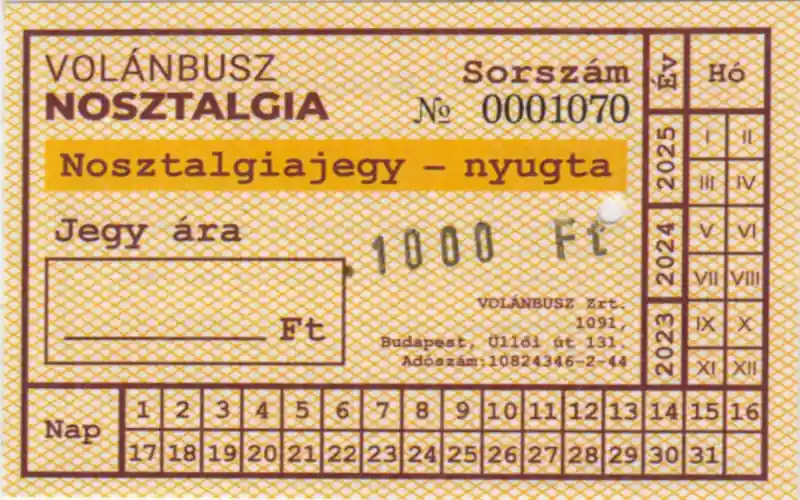 VOLÁNBUSZ
NOSZTALGIA
Sorszám
№ 0001070
Nosztalgiajegy – nyugta
Jegy ára
.1000 Ft
Ft
VOLÁNBUSZ Zrt.
1091,
Budapest, Üllői út 131.
Adószám:10824346-2-44
Év Hó
2025 I II
III IV
2024 V VI
VII VIII
2023 IX X
XI XII
Nap 1 2 3 4 5 6 7 8 9 10 11 12 13 14 15 16
17 18 19 20 21 22 23 24 25 26 27 28 29 30 31